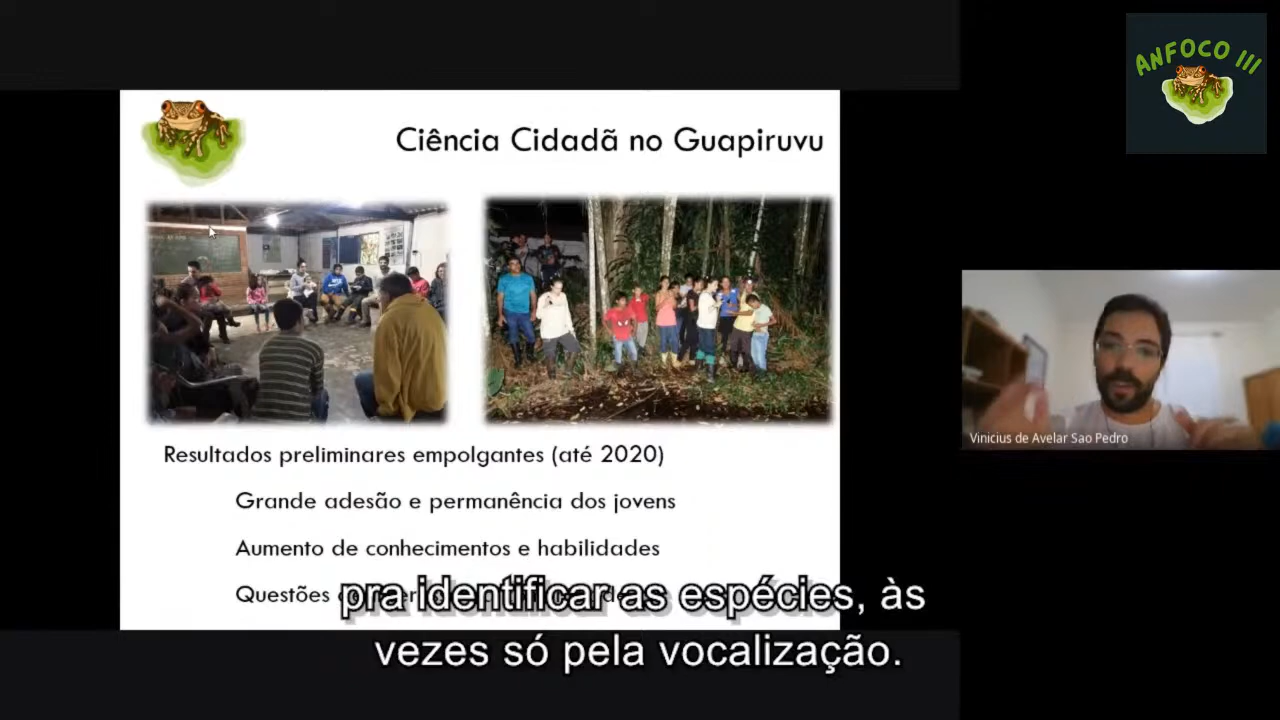 ANFOCO III
Ciência Cidadã no Guapiruvu
Vinicius de Avelar Sao Pedro
Resultados preliminares empolgantes (até 2020)
Grande adesão e permanência dos jovens
Aumento de conhecimentos e habilidades
Questões
pra identificar as espécies, às
vezes só pela vocalização.